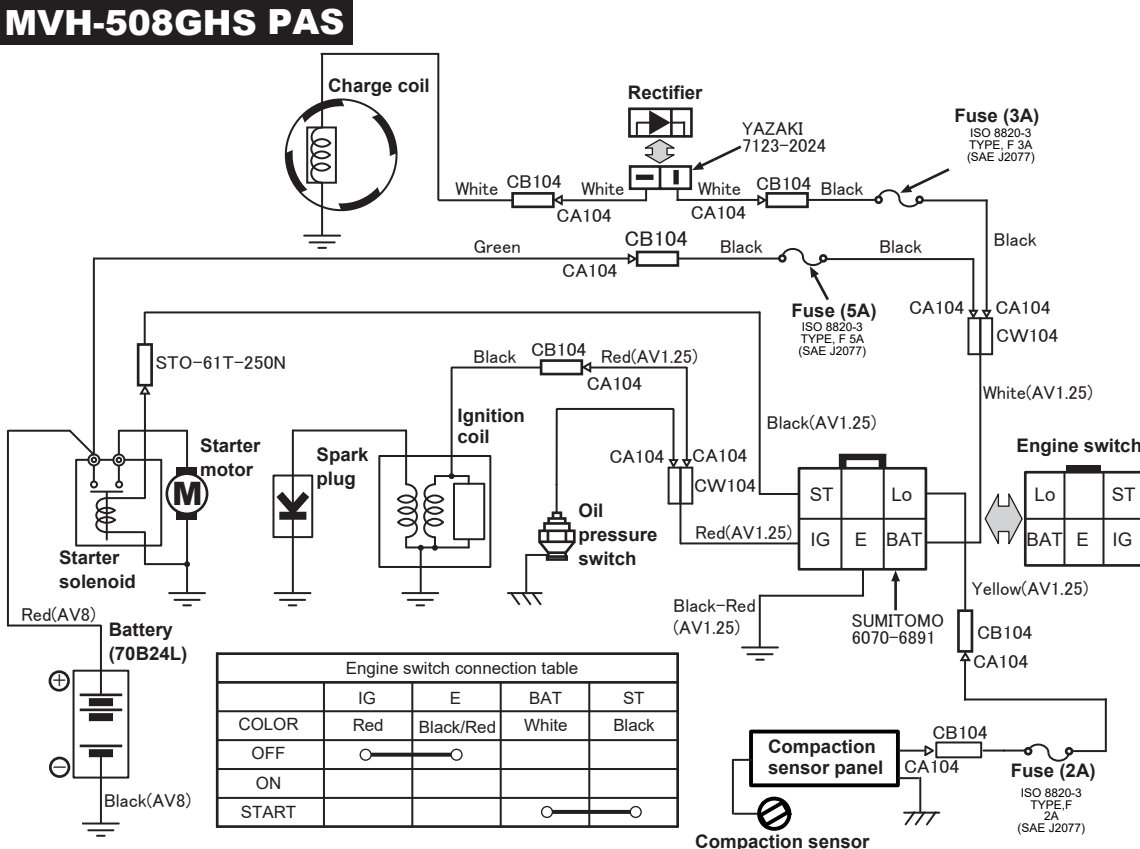 MVH-508GHS PAS
Charge coil
Rectifier
YAZAKI
7123-2024
Fuse (3A)
ISO 8820-3
TYPE, F 3A
(SAE J2077)
White
CB104
White
CA104
White
CB104
CA104
Black
Black
Green
CB104
CA104
Black
Black
Fuse (5A)
ISO 8820-3
TYPE, F 5A
(SAE J2077)
CA104
CA104
CW104
STO-61T-250N
Black
CB104
Red(AV1.25)
CA104
White(AV1.25)
Ignition
coil
Black(AV1.25)
Starter
motor
M
Spark
plug
CA104
CA104
CW104
Engine switch
ST
Lo
IG
E
BAT
Lo
ST
BAT
E
IG
Oil
pressure
switch
Red(AV1.25)
Starter
solenoid
Red(AV8)
Battery
(70B24L)
Black-Red
(AV1.25)
SUMITOMO
6070-6891
Yellow(AV1.25)
CB104
CA104
Engine switch connection table
IG E BAT ST
COLOR Red Black/Red White Black
OFF
ON
START
+
−
Black(AV8)
Compaction
sensor panel
CB104
CA104
Fuse (2A)
ISO 8820-3
TYPE,F
2A
(SAE J2077)
Compaction sensor